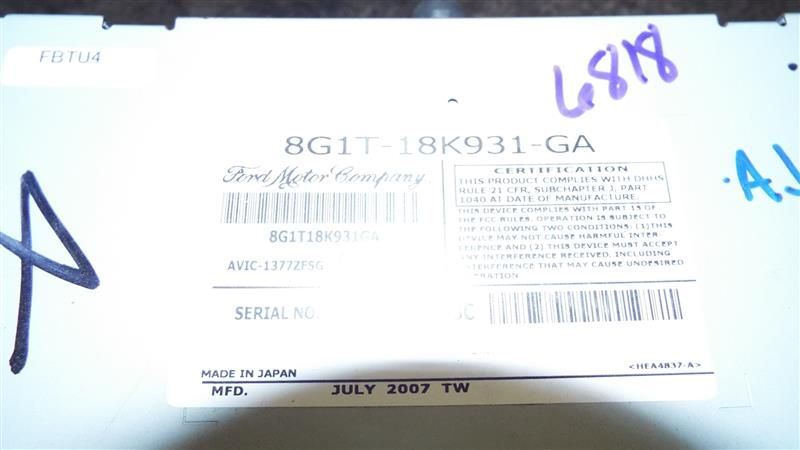 FBTU4
6818
8G1T-18K931-GA
Ford Motor Company
8G1T18K931GA
AVIC-1377ZFSG
SERIAL NO.
CERTIFICATION
THIS PRODUCT COMPLIES WITH DHHS
RULE 21 CFR, SUBCHAPTER J, PART
1040 AT DATE OF MANUFACTURE.
THIS DEVICE COMPLIES WITH PART 15 OF
THE FCC RULES. OPERATION IS SUBJECT TO
THE FOLLOWING TWO CONDITIONS: (1)THIS
DEVICE MAY NOT CAUSE HARMFUL INTER-
FERENCE AND (2) THIS DEVICE MUST ACCEPT
ANY INTERFERENCE RECEIVED, INCLUDING
INTERFERENCE THAT MAY CAUSE UNDESIRED
OPERATION
MADE IN JAPAN
<HEA4837-A>
MFD. JULY 2007 TW